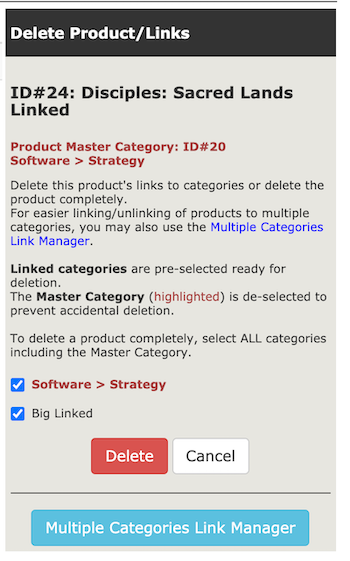 Delete Product/Links
ID#24: Disciples: Sacred Lands
Linked
Product Master Category: ID#20
Software > Strategy
Delete this product's links to categories or delete the
product completely.
For easier linking/unlinking of products to multiple
categories, you may also use the Multiple Categories
Link Manager.
Linked categories are pre-selected ready for
deletion.
The Master Category (highlighted) is de-selected to
prevent accidental deletion.
To delete a product completely, select ALL categories
including the Master Category.
Software > Strategy
Big Linked
Delete Cancel
Multiple Categories Link Manager